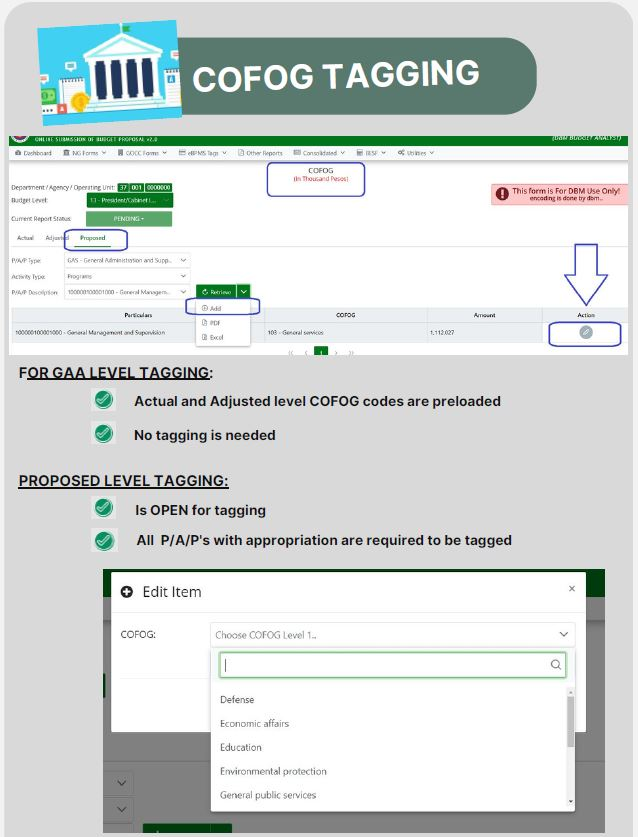 COFOG TAGGING
ONLINE SUBMISSION OF BUDGET PROPOSAL v2.0
(DBM BUDGET ANALYST)
Dashboard NG Forms GOCC Forms eBPMS Tags Other Reports Consolidated BESF Utilities
COFOG
(In Thousand Pesos)
Department / Agency / Operating Unit: 37 001 0000000
This form is For DBM Use Only!
encoding is done by dbm..
Budget Level: 13 - President/Cabinet I...
Current Report Status: PENDING -
Actual Adjusted Proposed
P/A/P Type: GAS - General Administration and Supp...
Activity Type: Programs
P/A/P Description: 100000100001000 - General Managem... Retrieve
Add
PDF
Excel
Particulars COFOG Amount Action
100000100001000 - General Management and Supervision 103 - General services 1,112,027
‹‹ ‹ 1 › ››
FOR GAA LEVEL TAGGING:
Actual and Adjusted level COFOG codes are preloaded
No tagging is needed
PROPOSED LEVEL TAGGING:
Is OPEN for tagging
All P/A/P's with appropriation are required to be tagged
Edit Item ×
COFOG: Choose COFOG Level 1..
Defense
Economic affairs
Education
Environmental protection
General public services